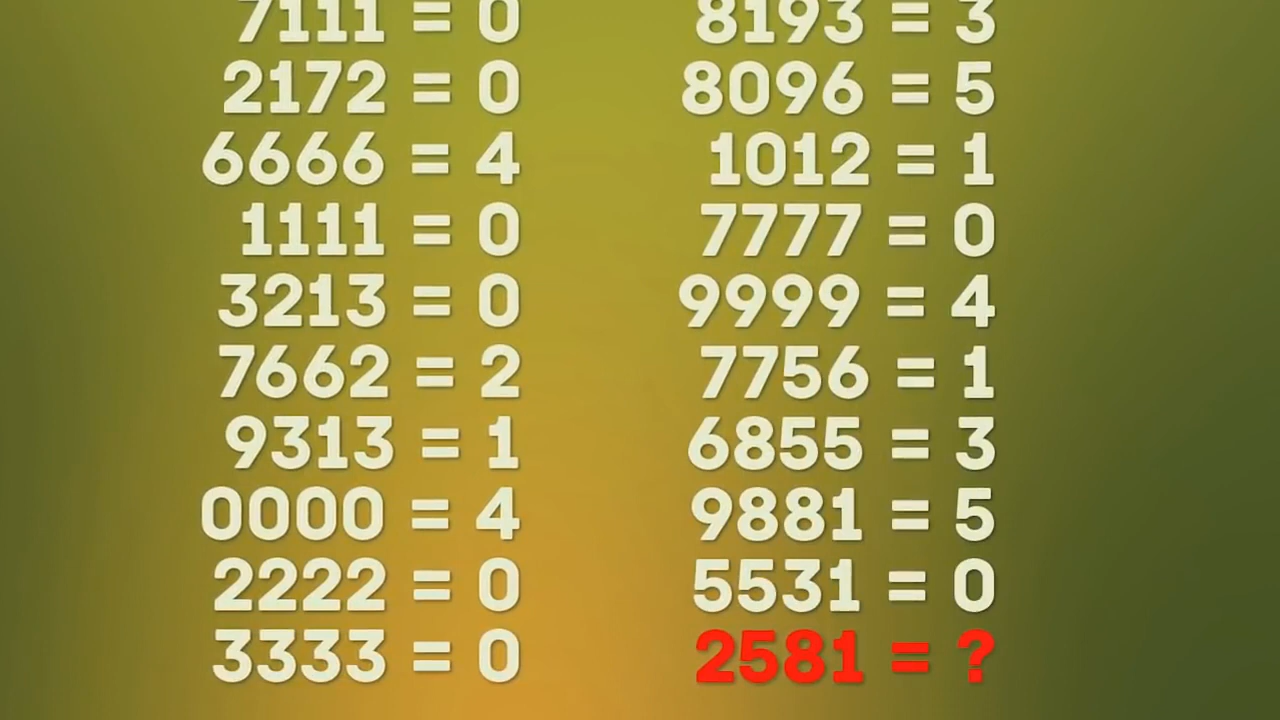 7111 = 0
2172 = 0
6666 = 4
1111 = 0
3213 = 0
7662 = 2
9313 = 1
0000 = 4
2222 = 0
3333 = 0
8193 = 3
8096 = 5
1012 = 1
7777 = 0
9999 = 4
7756 = 1
6855 = 3
9881 = 5
5531 = 0
2581 = ?